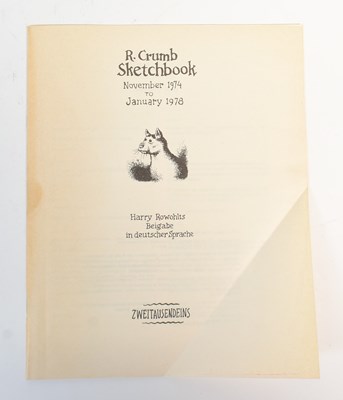 R. Crumb
Sketchbook
November 1974
TO
January 1978
Harry Rowohlts
Beigabe
in deutscher Sprache
ZWEITAUSENDEINS